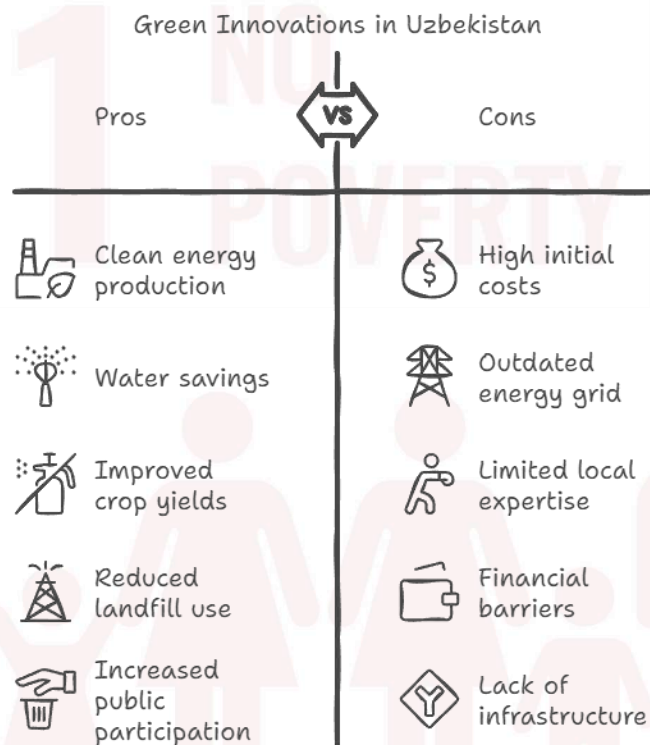 Green Innovations in Uzbekistan
1 NO
POVERTY
Pros
VS
Cons
Clean energy
production
Water savings
Improved
crop yields
Reduced
landfill use
Increased
public
participation
$
High initial
costs
Outdated
energy grid
Limited local
expertise
Financial
barriers
Lack of
infrastructure